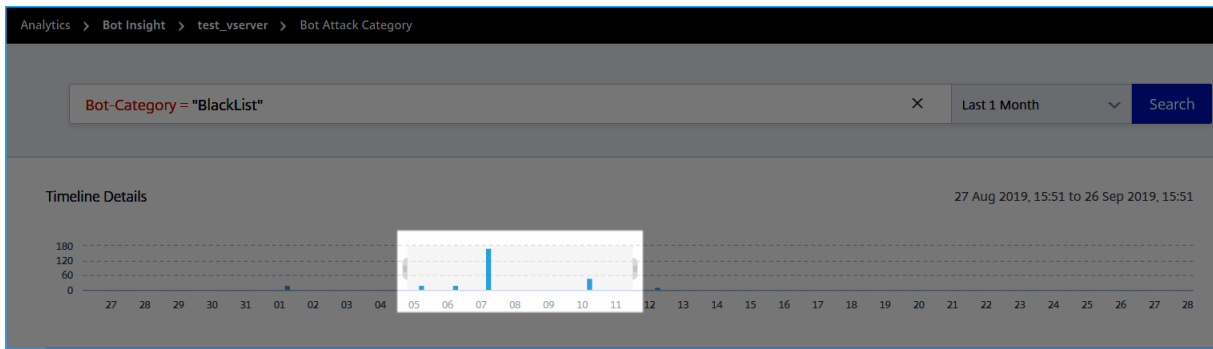 Analytics > Bot Insight > test_vserver > Bot Attack Category
Bot-Category = "BlackList" × Last 1 Month Search
Timeline Details 27 Aug 2019, 15:51 to 26 Sep 2019, 15:51
180
120
60
0
27 28 29 30 31 01 02 03 04 05 06 07 08 09 10 11 12 13 14 15 16 17 18 19 20 21 22 23 24 25 26 27 28